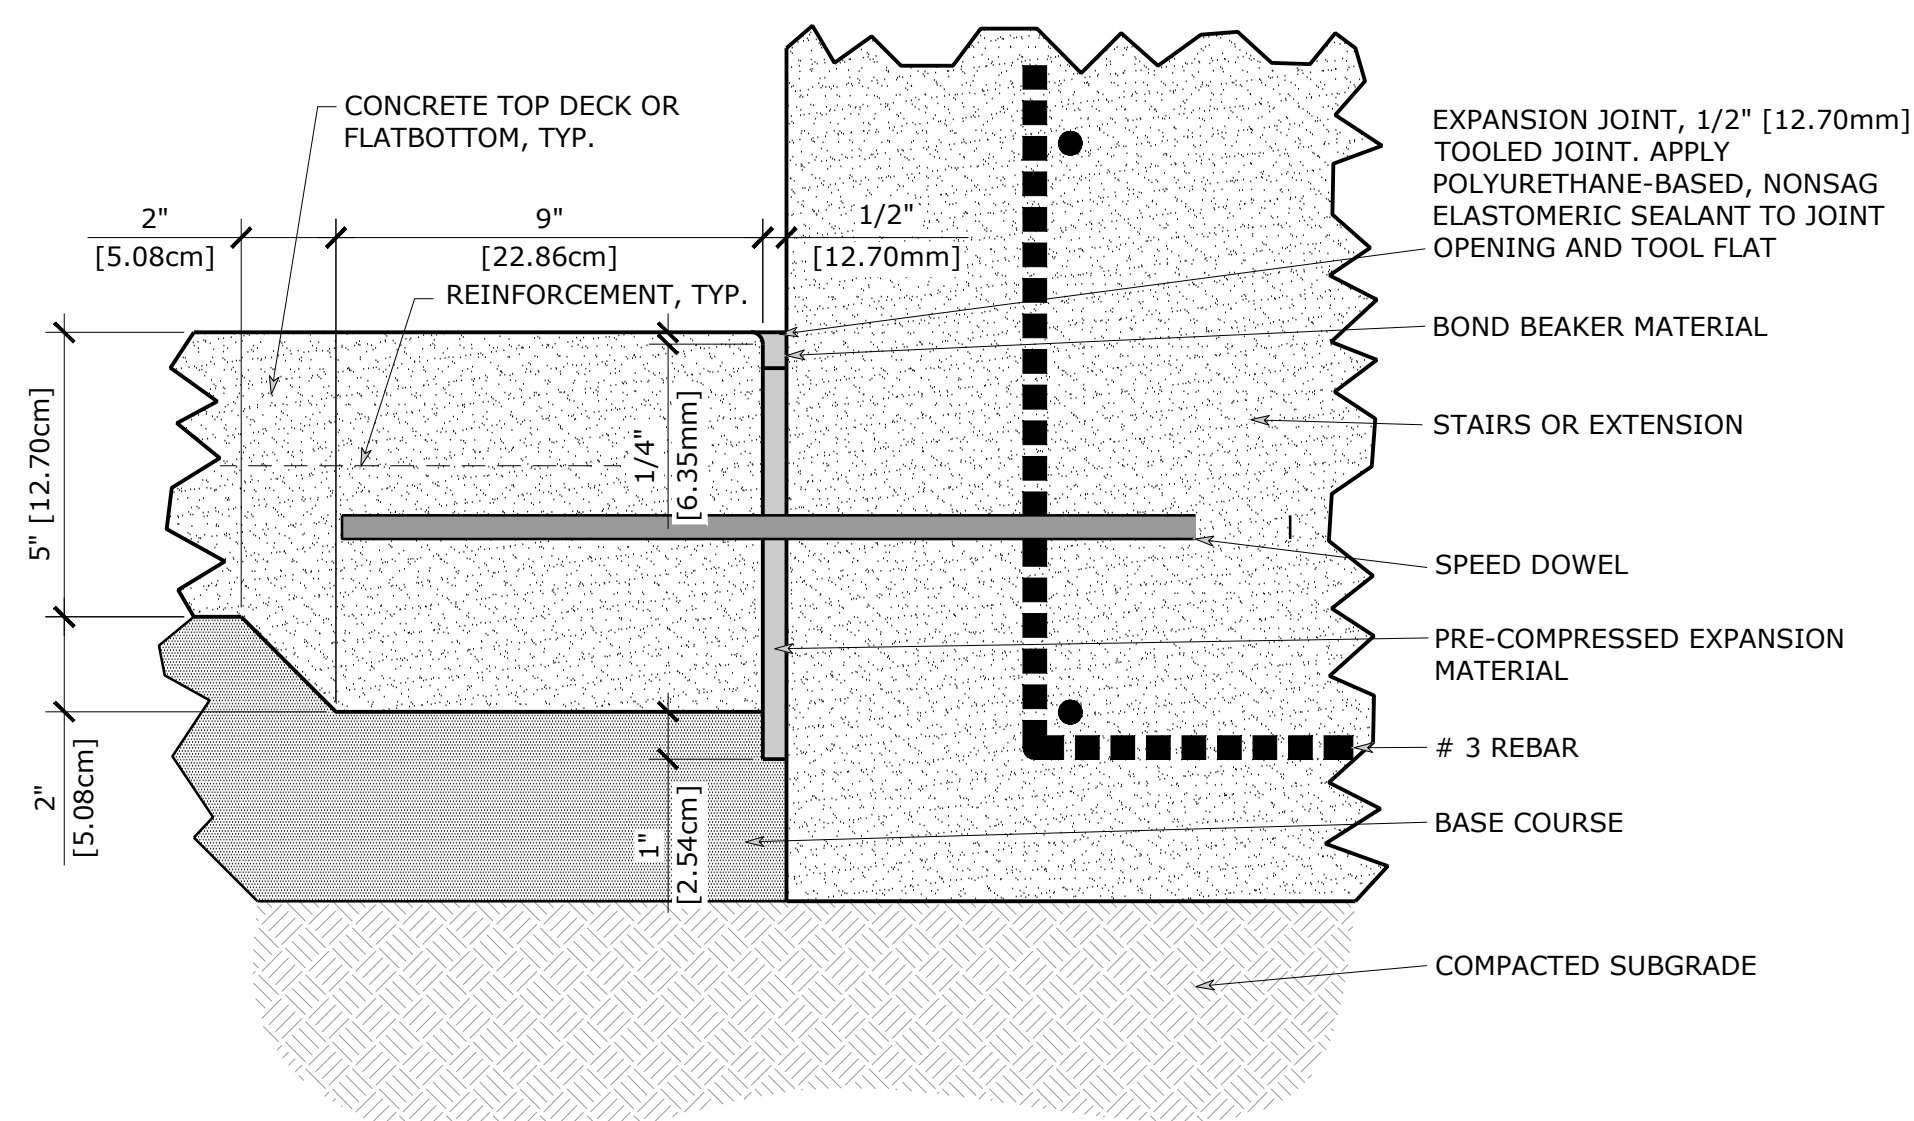 CONCRETE TOP DECK OR
FLATBOTTOM, TYP.
2"
[5.08cm]
9"
[22.86cm]
1/2"
[12.70mm]
REINFORCEMENT, TYP.
5" [12.70cm]
1/4"
[6.35mm]
2"
[5.08cm]
1"
[2.54cm]
EXPANSION JOINT, 1/2" [12.70mm]
TOOLED JOINT. APPLY
POLYURETHANE-BASED, NONSAG
ELASTOMERIC SEALANT TO JOINT
OPENING AND TOOL FLAT
BOND BEAKER MATERIAL
STAIRS OR EXTENSION
SPEED DOWEL
PRE-COMPRESSED EXPANSION
MATERIAL
# 3 REBAR
BASE COURSE
COMPACTED SUBGRADE